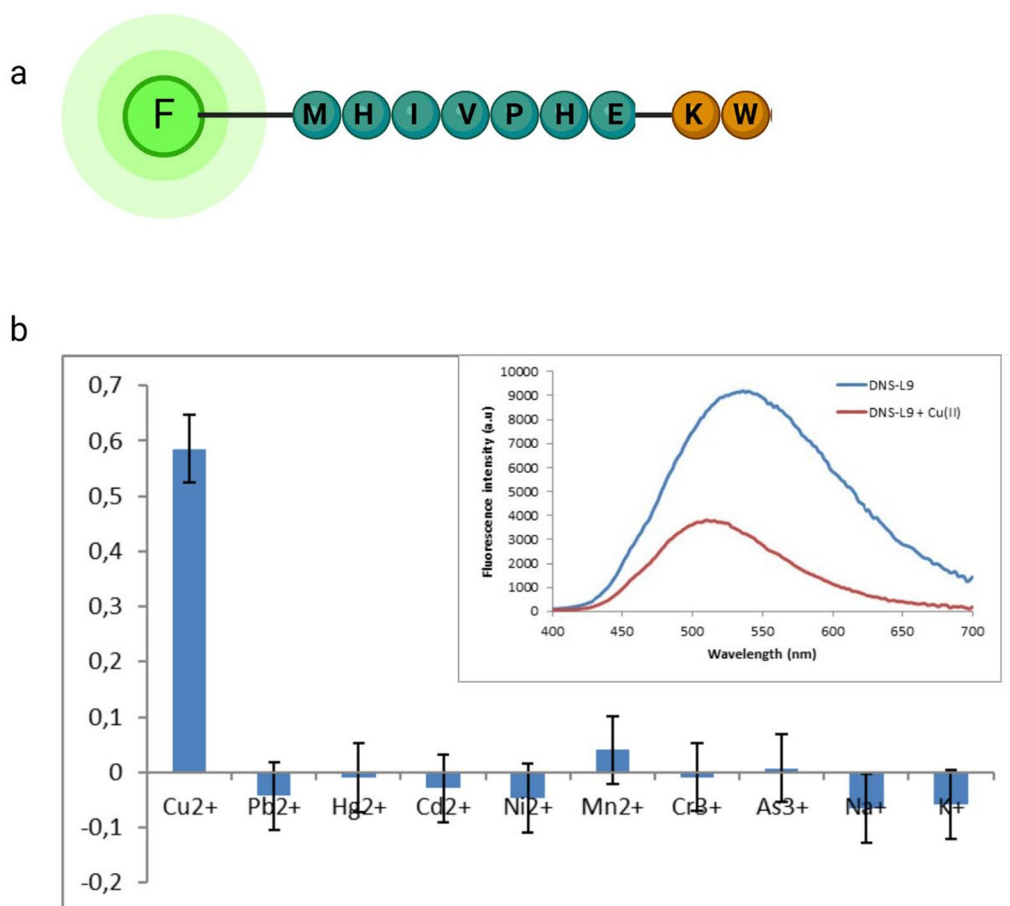 a
F M H I V P H E K W
b
0,7
0,6
0,5
0,4
0,3
0,2
0,1
0
-0,1
-0,2
Cu2+ Pb2+ Hg2+ Cd2+ Ni2+ Mn2+ Cr3+ As3+ Na+ K+
10000
9000
8000
7000
6000
5000
4000
3000
2000
1000
0
Fluorescence intensity (a.u)
DNS-L9
DNS-L9 + Cu(II)
400 450 500 550 600 650 700
Wavelength (nm)